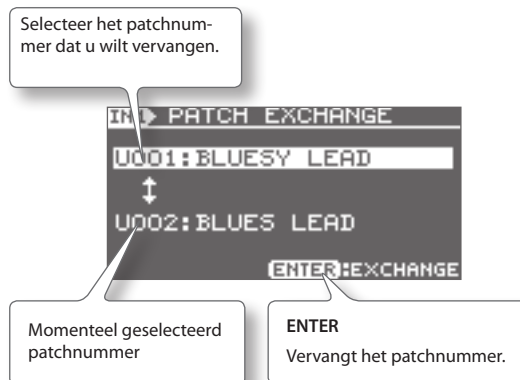 Selecteer het patchnum-
mer dat u wilt vervangen.
IN1 PATCH EXCHANGE
U001:BLUESY LEAD
U002:BLUES LEAD
ENTER:EXCHANGE
Momenteel geselecteerd
patchnummer
ENTER
Vervangt het patchnummer.